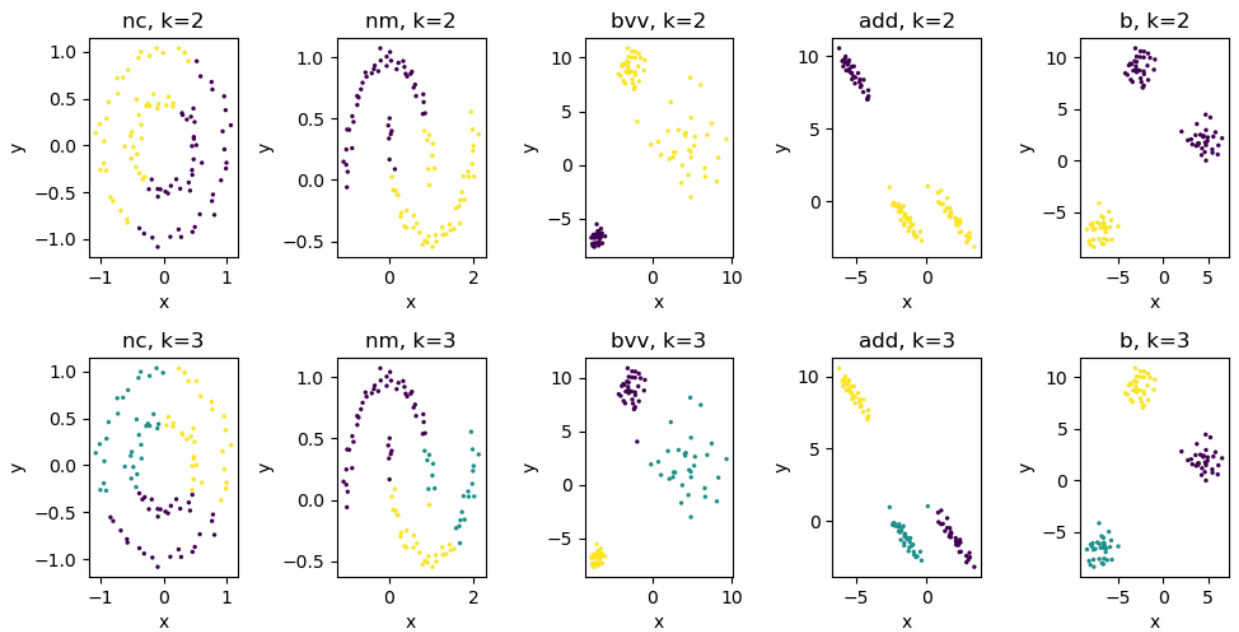 nc, k=2 nm, k=2 bvv, k=2 add, k=2 b, k=2
1.0 1.0 10 10 10
0.5 0.5 5 5 5
0.0 0.0 0 0 0
−0.5 −0.5 −5 −5
−1.0
y y y y y
−1 0 1 0 2 0 10 −5 0 −5 0 5
x x x x x
nc, k=3 nm, k=3 bvv, k=3 add, k=3 b, k=3
1.0 1.0 10 10 10
0.5 0.5 5 5 5
0.0 0.0 0 0 0
−0.5 −0.5 −5 −5
−1.0
y y y y y
−1 0 1 0 2 0 10 −5 0 −5 0 5
x x x x x